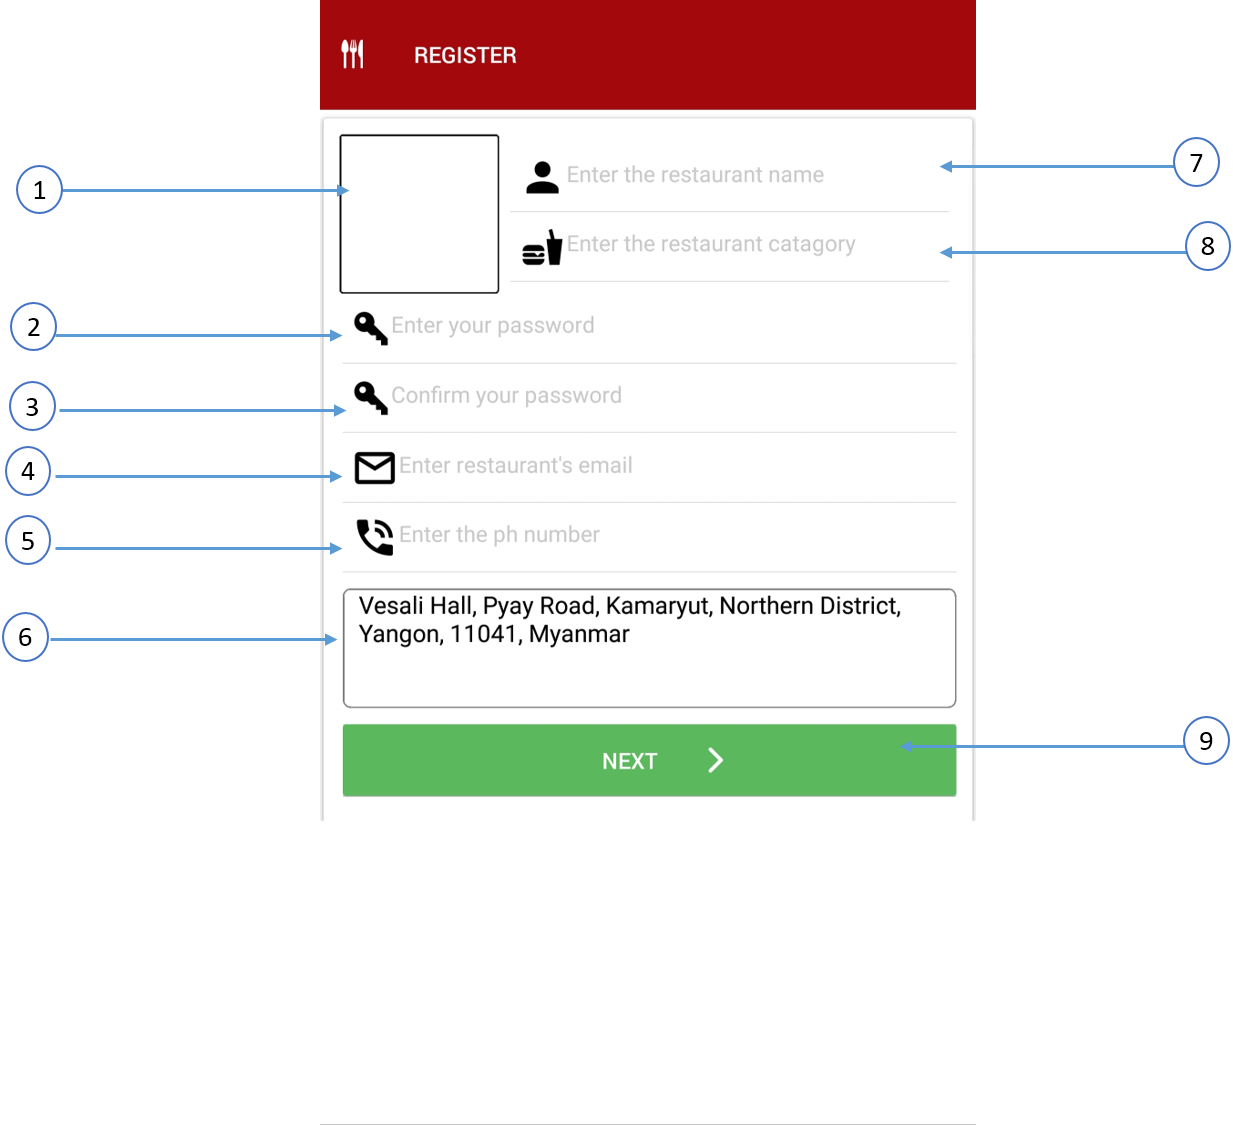 REGISTER
1
Enter the restaurant name
7
Enter the restaurant catagory
8
2
Enter your password
3
Confirm your password
4
Enter restaurant's email
5
Enter the ph number
6
Vesali Hall, Pyay Road, Kamaryut, Northern District,
Yangon, 11041, Myanmar
NEXT
9